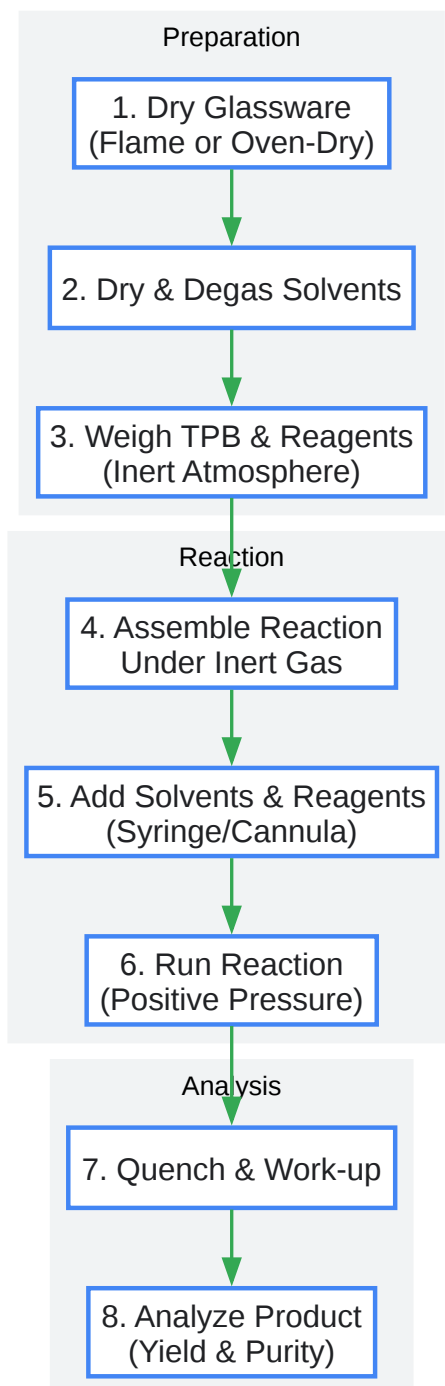 Preparation
1. Dry Glassware
(Flame or Oven-Dry)
2. Dry & Degas Solvents
3. Weigh TPB & Reagents
(Inert Atmosphere)
Reaction
4. Assemble Reaction
Under Inert Gas
5. Add Solvents & Reagents
(Syringe/Cannula)
6. Run Reaction
(Positive Pressure)
Analysis
7. Quench & Work-up
8. Analyze Product
(Yield & Purity)